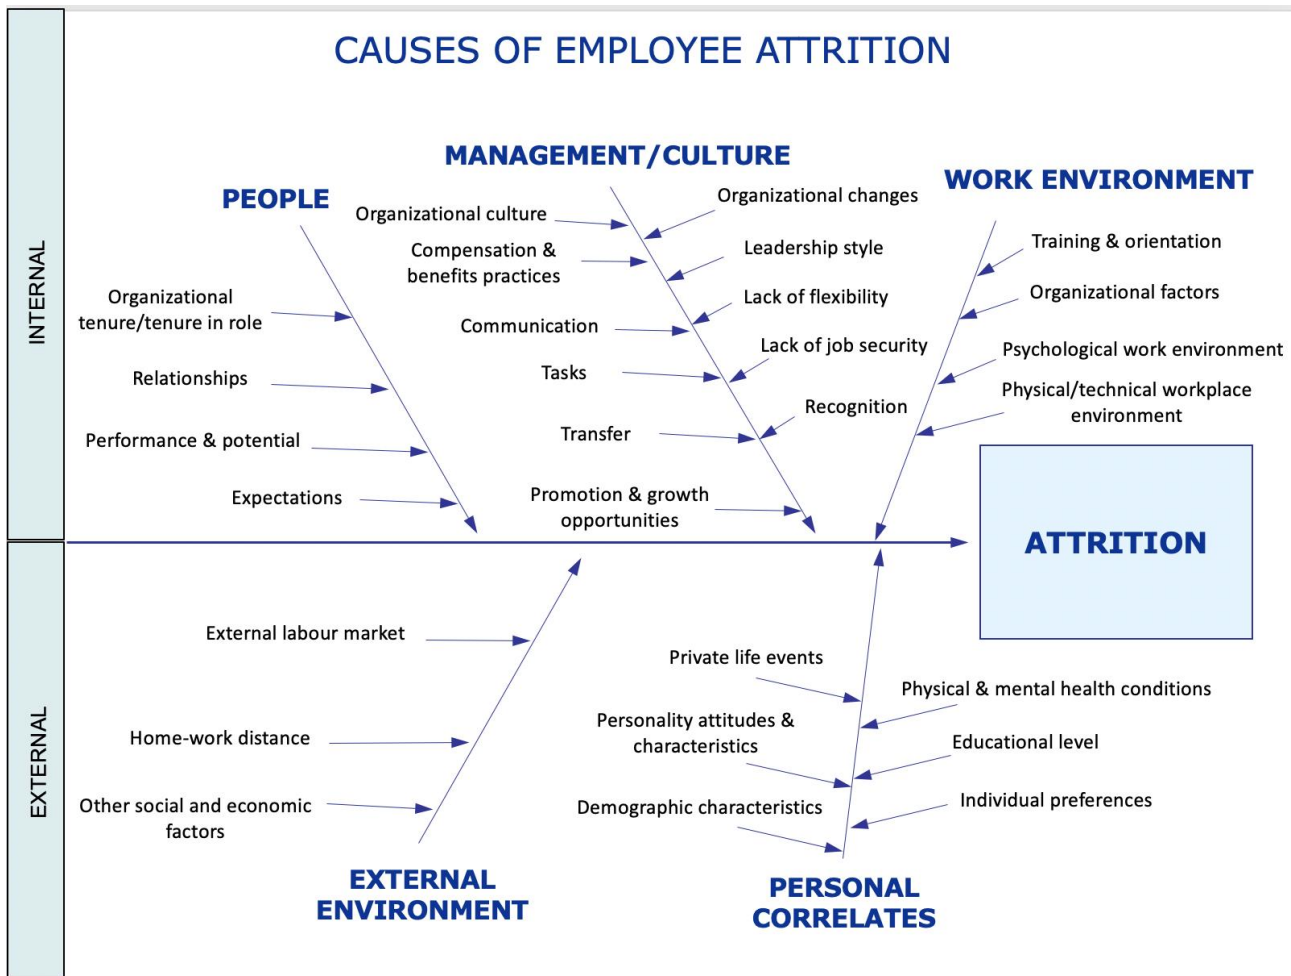 CAUSES OF EMPLOYEE ATTRITION
INTERNAL
PEOPLE
Organizational
tenure/tenure in role
Relationships
Performance & potential
Expectations
MANAGEMENT/CULTURE
Organizational culture
Compensation &
benefits practices
Communication
Tasks
Transfer
Promotion & growth
opportunities
Organizational changes
Leadership style
Lack of flexibility
Lack of job security
Recognition
WORK ENVIRONMENT
Training & orientation
Organizational factors
Psychological work environment
Physical/technical workplace
environment
ATTRITION
EXTERNAL
External labour market
Home-work distance
Other social and economic
factors
EXTERNAL
ENVIRONMENT
Private life events
Personality attitudes &
characteristics
Demographic characteristics
Physical & mental health conditions
Educational level
Individual preferences
PERSONAL
CORRELATES